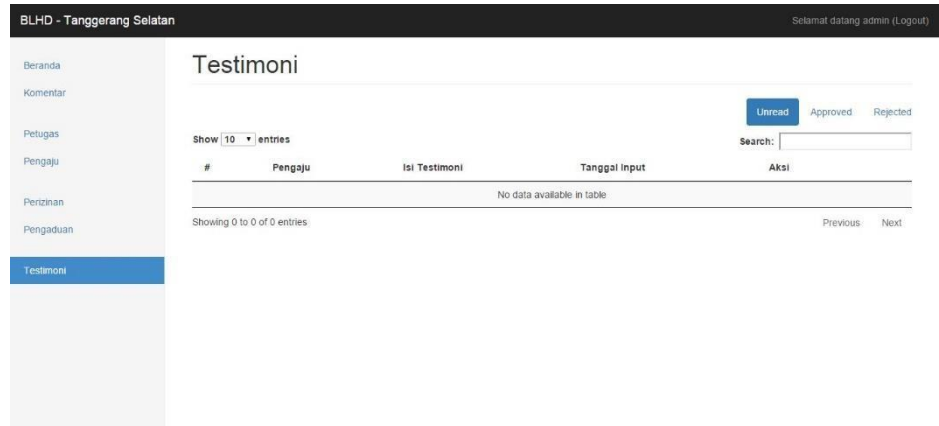 BLHD - Tanggerang Selatan
Selamat datang admin (Logout)
Beranda
Komentar
Petugas
Pengaju
Perizinan
Pengaduan
Testimoni
Testimoni
Unread Approved Rejected
Show 10 entries
Search:
# Pengaju Isi Testimoni Tanggal Input Aksi
No data available in table
Showing 0 to 0 of 0 entries
Previous Next